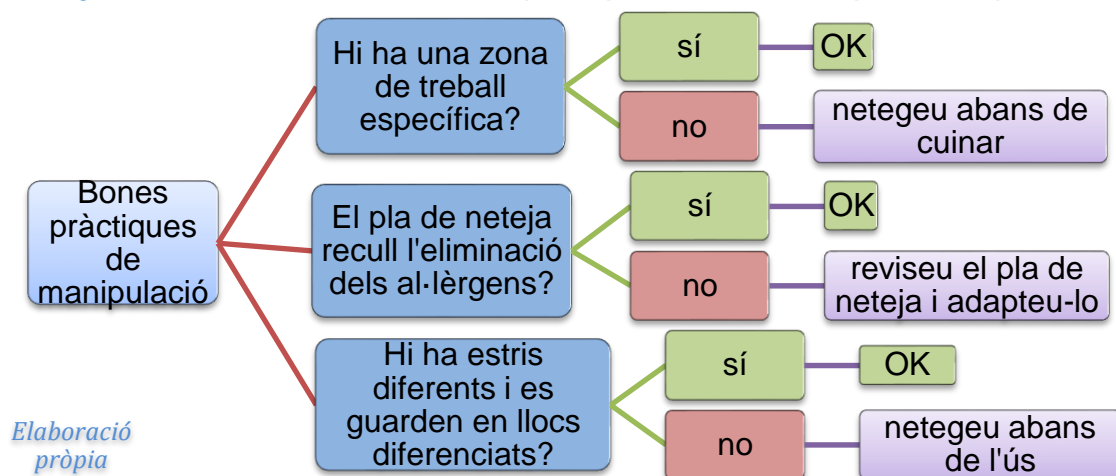 Bones
pràctiques
de
manipulació
Hi ha una zona
de treball
específica?
sí
OK
no
netegeu abans de
cuinar
El pla de neteja
recull l'eliminació
dels al·lèrgens?
sí
OK
no
reviseu el pla de
neteja i adapteu-lo
Hi ha estris
diferents i es
guarden en llocs
diferenciats?
sí
OK
no
netegeu abans
de l'ús
Elaboració
pròpia